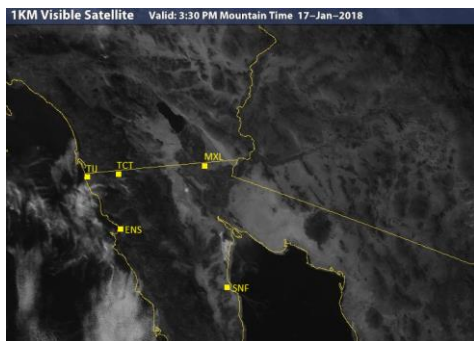 1KM Visible Satellite   Valid: 3:30 PM Mountain Time 17-Jan-2018
TIJ
TCT
MXL
ENS
SNF